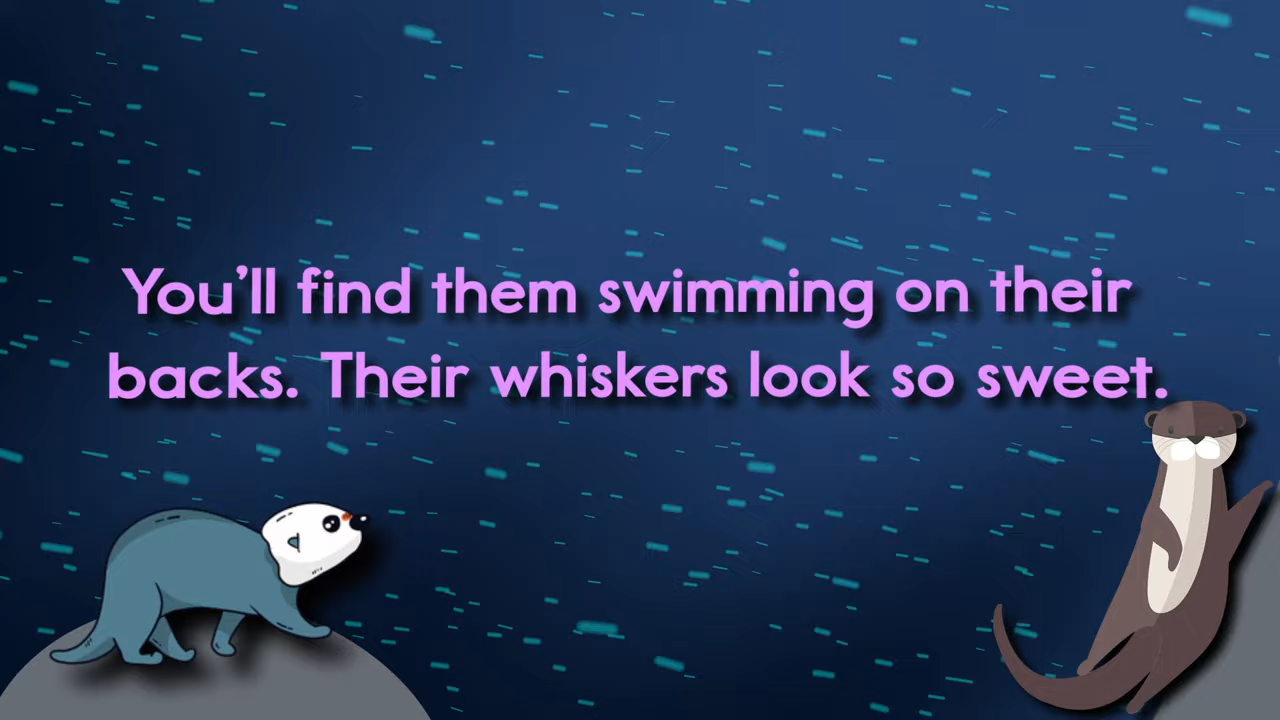 You’ll find them swimming on their
backs. Their whiskers look so sweet.